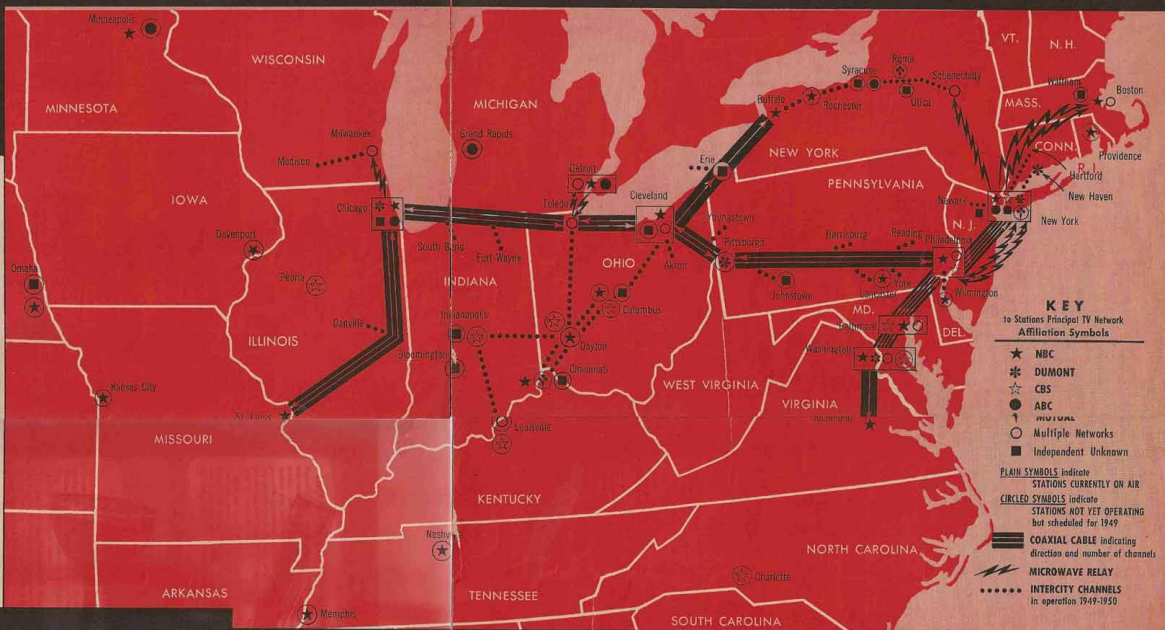 Minneapolis
WISCONSIN
MINNESOTA
MICHIGAN
VT.
N. H.
Rome
Syracuse
Schenectady
Utica
Buffalo
Rochester
Waltham
Boston
MASS.
Milwaukee
Madison
Grand Rapids
NEW YORK
Erie
CONN.
Providence
R. I.
Hartford
New Haven
New York
IOWA
Detroit
Cleveland
PENNSYLVANIA
Chicago
Toledo
Newark
N. J.
Davenport
South Bend
Fort Wayne
Youngstown
Pittsburgh
Harrisburg
Reading
Philadelphia
Omaha
Peoria
INDIANA
OHIO
Akron
Johnstown
Lancaster
York
Wilmington
Danville
Indianapolis
Columbus
MD.
DEL.
Baltimore
ILLINOIS
Bloomington
Dayton
Washington
Kansas City
Cincinnati
WEST VIRGINIA
VIRGINIA
St. Louis
Richmond
MISSOURI
Louisville
KENTUCKY
Nashville
NORTH CAROLINA
Charlotte
ARKANSAS
TENNESSEE
Memphis
SOUTH CAROLINA
KEY
to Stations Principal TV Network
Affiliation Symbols
NBC
DUMONT
CBS
ABC
MUTUAL
Multiple Networks
Independent Unknown
PLAIN SYMBOLS indicate
STATIONS CURRENTLY ON AIR
CIRCLED SYMBOLS indicate
STATIONS NOT YET OPERATING
but scheduled for 1949
COAXIAL CABLE indicating
direction and number of channels
MICROWAVE RELAY
INTERCITY CHANNELS
in operation 1949-1950